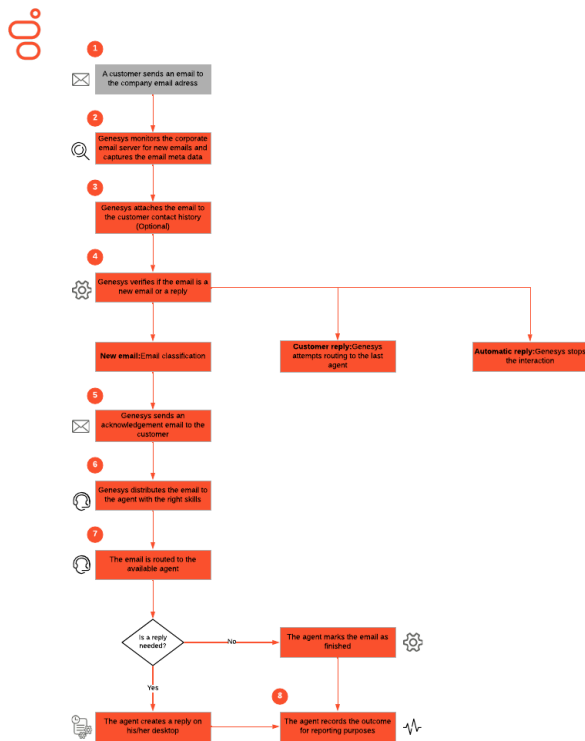 1
A customer sends an email to
the company email adress
2
Genesys monitors the corporate
email server for new emails and
captures the email meta data
3
Genesys attaches the email to
the customer contact history
(Optional)
4
Genesys verifies if the email is a
new email or a reply
New email:Email classification
Customer reply:Genesys
attempts routing to the last
agent
Automatic reply:Genesys stops
the interaction
5
Genesys sends an
acknowledgement email to the
customer
6
Genesys distributes the email to
the agent with the right skills
7
The email is routed to the
available agent
Is a reply
needed?
No
The agent marks the email as
finished
Yes
8
The agent creates a reply on
his/her desktop
The agent records the outcome
for reporting purposes